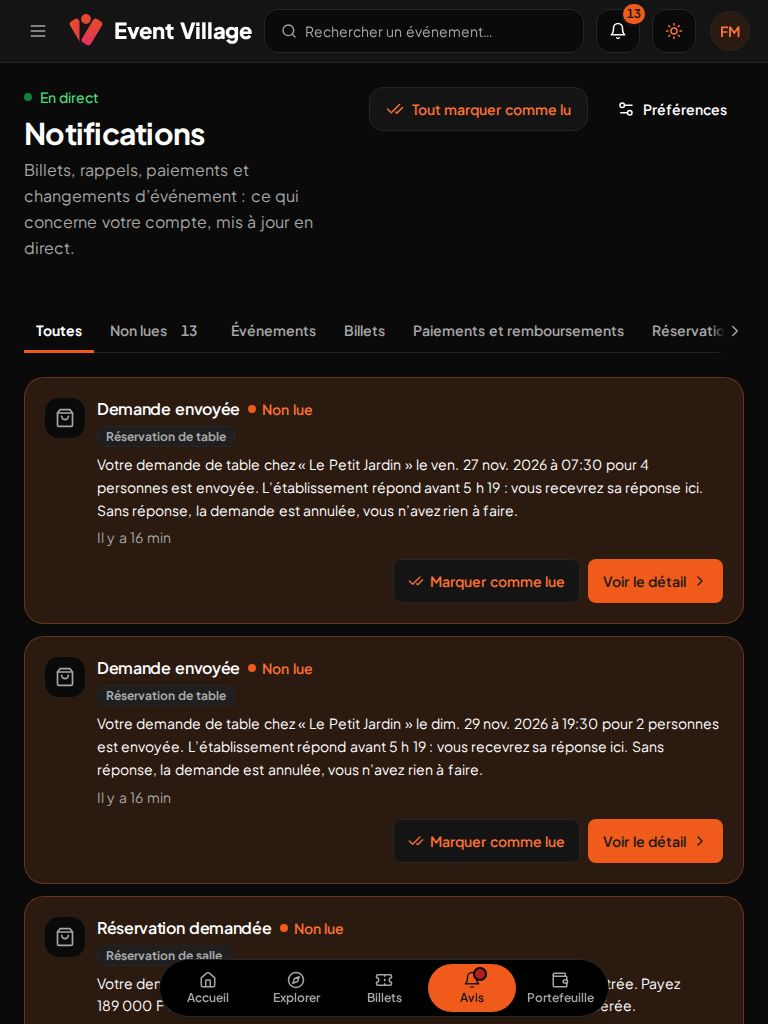 Event Village
Rechercher un événement...
13
FM
En direct
Notifications
Billets, rappels, paiements et
changements d’événement : ce qui
concerne votre compte, mis à jour en
direct.
Tout marquer comme lu
Préférences
Toutes
Non lues 13
Événements
Billets
Paiements et remboursements
Réservatio
Demande envoyée
Non lue
Réservation de table
Votre demande de table chez « Le Petit Jardin » le ven. 27 nov. 2026 à 07:30 pour 4
personnes est envoyée. L’établissement répond avant 5 h 19 : vous recevrez sa réponse ici.
Sans réponse, la demande est annulée, vous n’avez rien à faire.
Il y a 16 min
Marquer comme lue
Voir le détail
Demande envoyée
Non lue
Réservation de table
Votre demande de table chez « Le Petit Jardin » le dim. 29 nov. 2026 à 19:30 pour 2 personnes
est envoyée. L’établissement répond avant 5 h 19 : vous recevrez sa réponse ici. Sans
réponse, la demande est annulée, vous n’avez rien à faire.
Il y a 16 min
Marquer comme lue
Voir le détail
Réservation demandée
Non lue
Réservation de salle
Votre
trée. Payez
189 000 F
Accueil
Explorer
Billets
Avis
Portefeuille